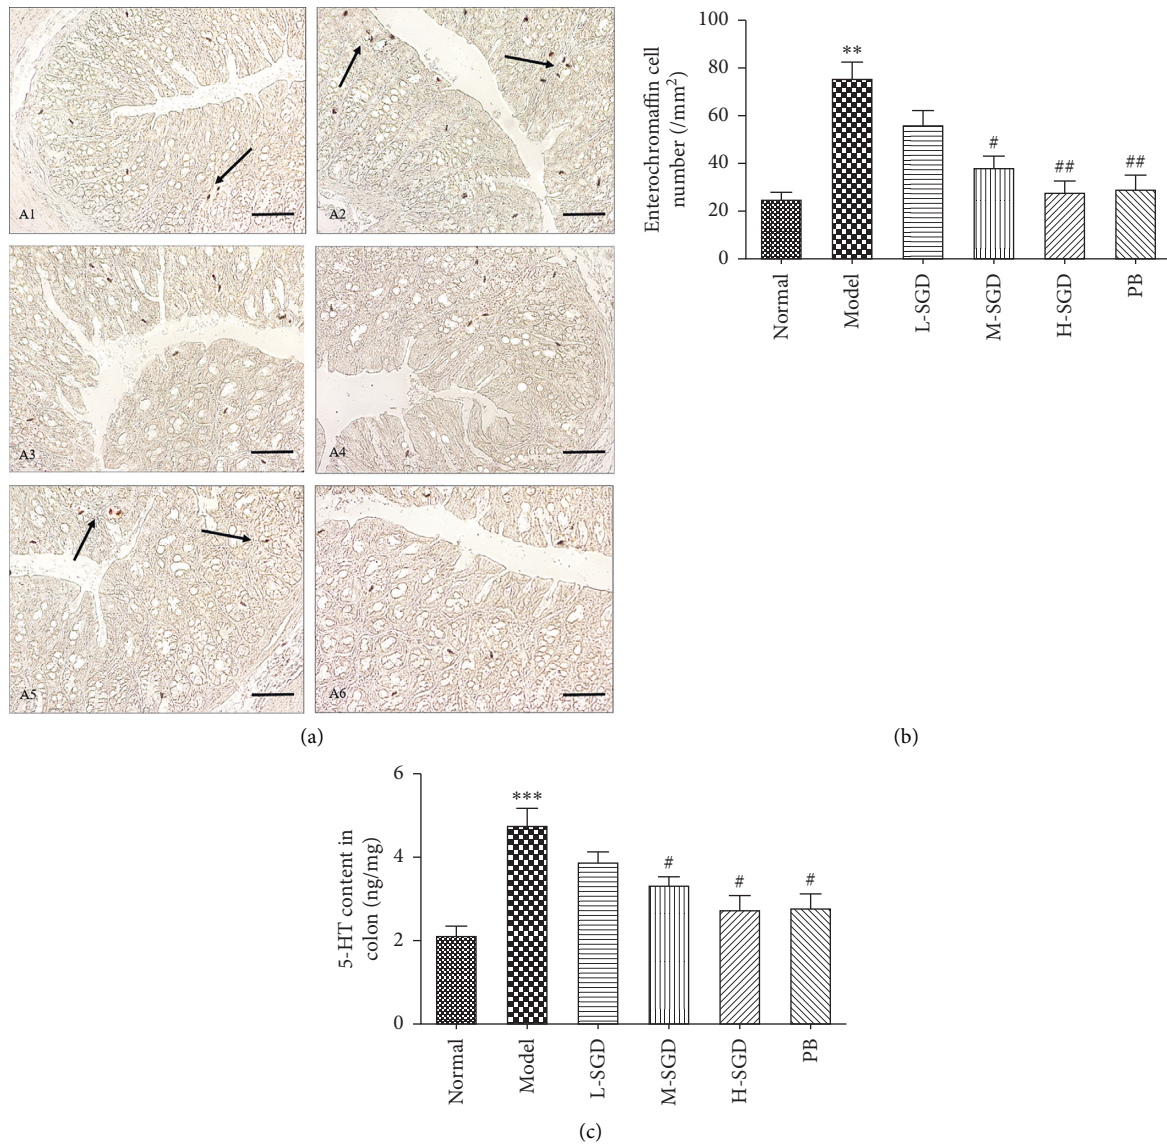 A1
A2
A3
A4
A5
A6
(a)
Enterochromaffin cell
number (/mm²)
100
80
60
40
20
0
**
#
##
##
Normal
Model
L-SGD
M-SGD
H-SGD
PB
(b)
5-HT content in
colon (ng/mg)
6
4
2
0
***
#
#
#
Normal
Model
L-SGD
M-SGD
H-SGD
PB
(c)